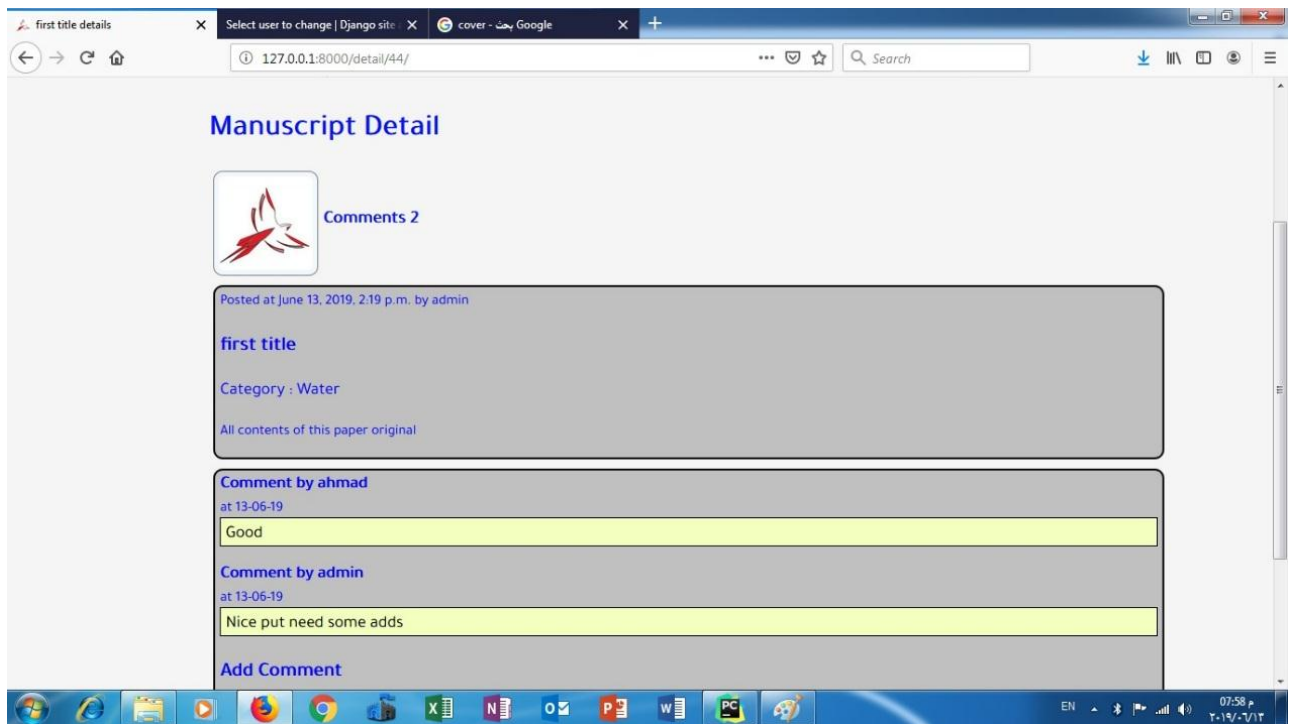 first title details
Select user to change | Django site
cover - بحث Google
127.0.0.1:8000/detail/44/
Search
Manuscript Detail
Comments 2
Posted at June 13, 2019, 2:19 p.m. by admin
first title
Category : Water
All contents of this paper original
Comment by ahmad
at 13-06-19
Good
Comment by admin
at 13-06-19
Nice put need some adds
Add Comment
EN
07:58 م
٢٠١٩/٠٦/١٣